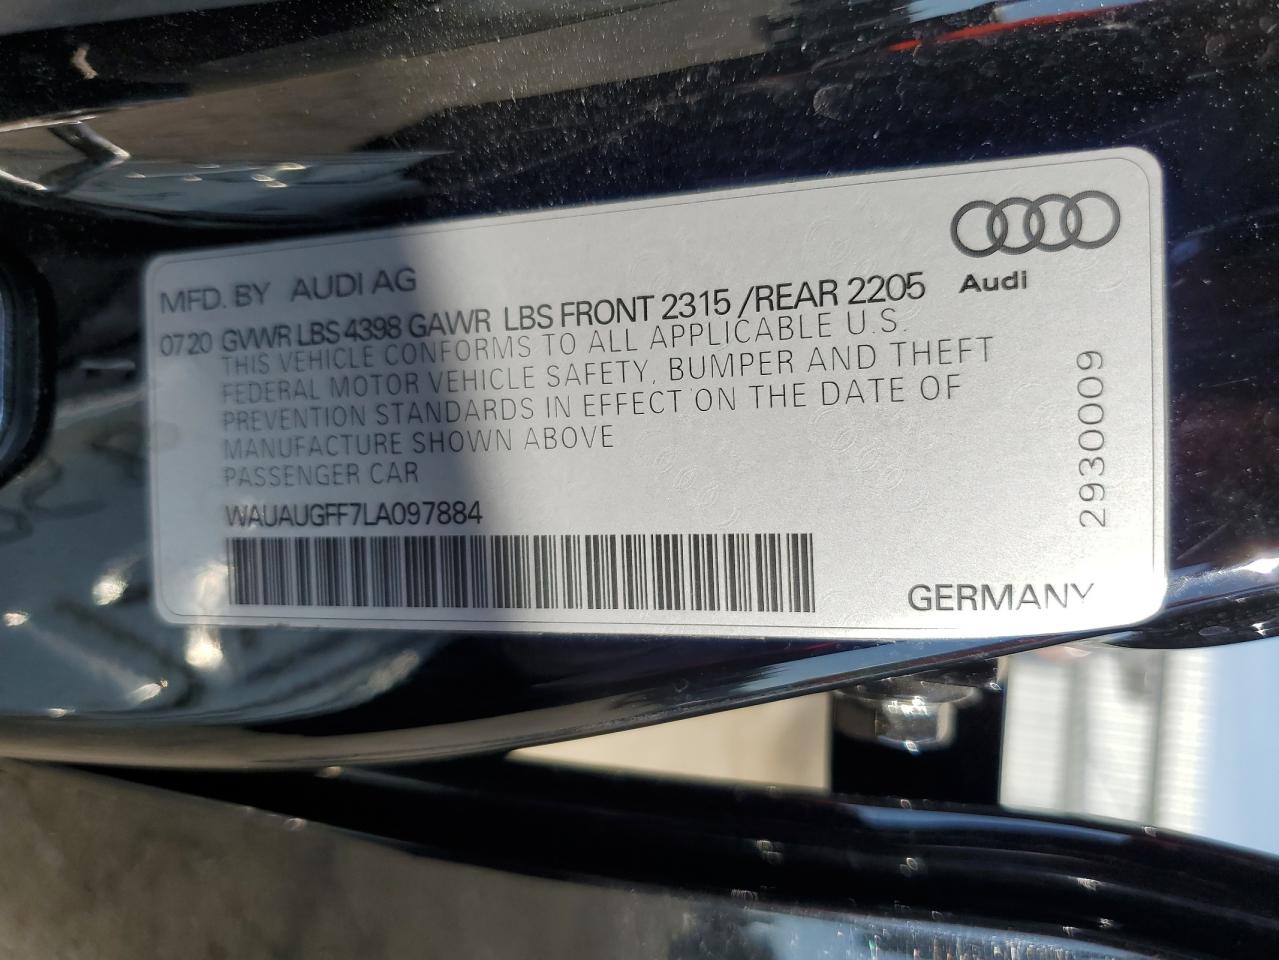 MFD. BY AUDI AG
Audi
0720 GVWR LBS 4398 GAWR LBS FRONT 2315 /REAR 2205
THIS VEHICLE CONFORMS TO ALL APPLICABLE U.S.
FEDERAL MOTOR VEHICLE SAFETY, BUMPER AND THEFT
PREVENTION STANDARDS IN EFFECT ON THE DATE OF
MANUFACTURE SHOWN ABOVE
PASSENGER CAR
WAUAUGFF7LA097884
2930009
GERMANY